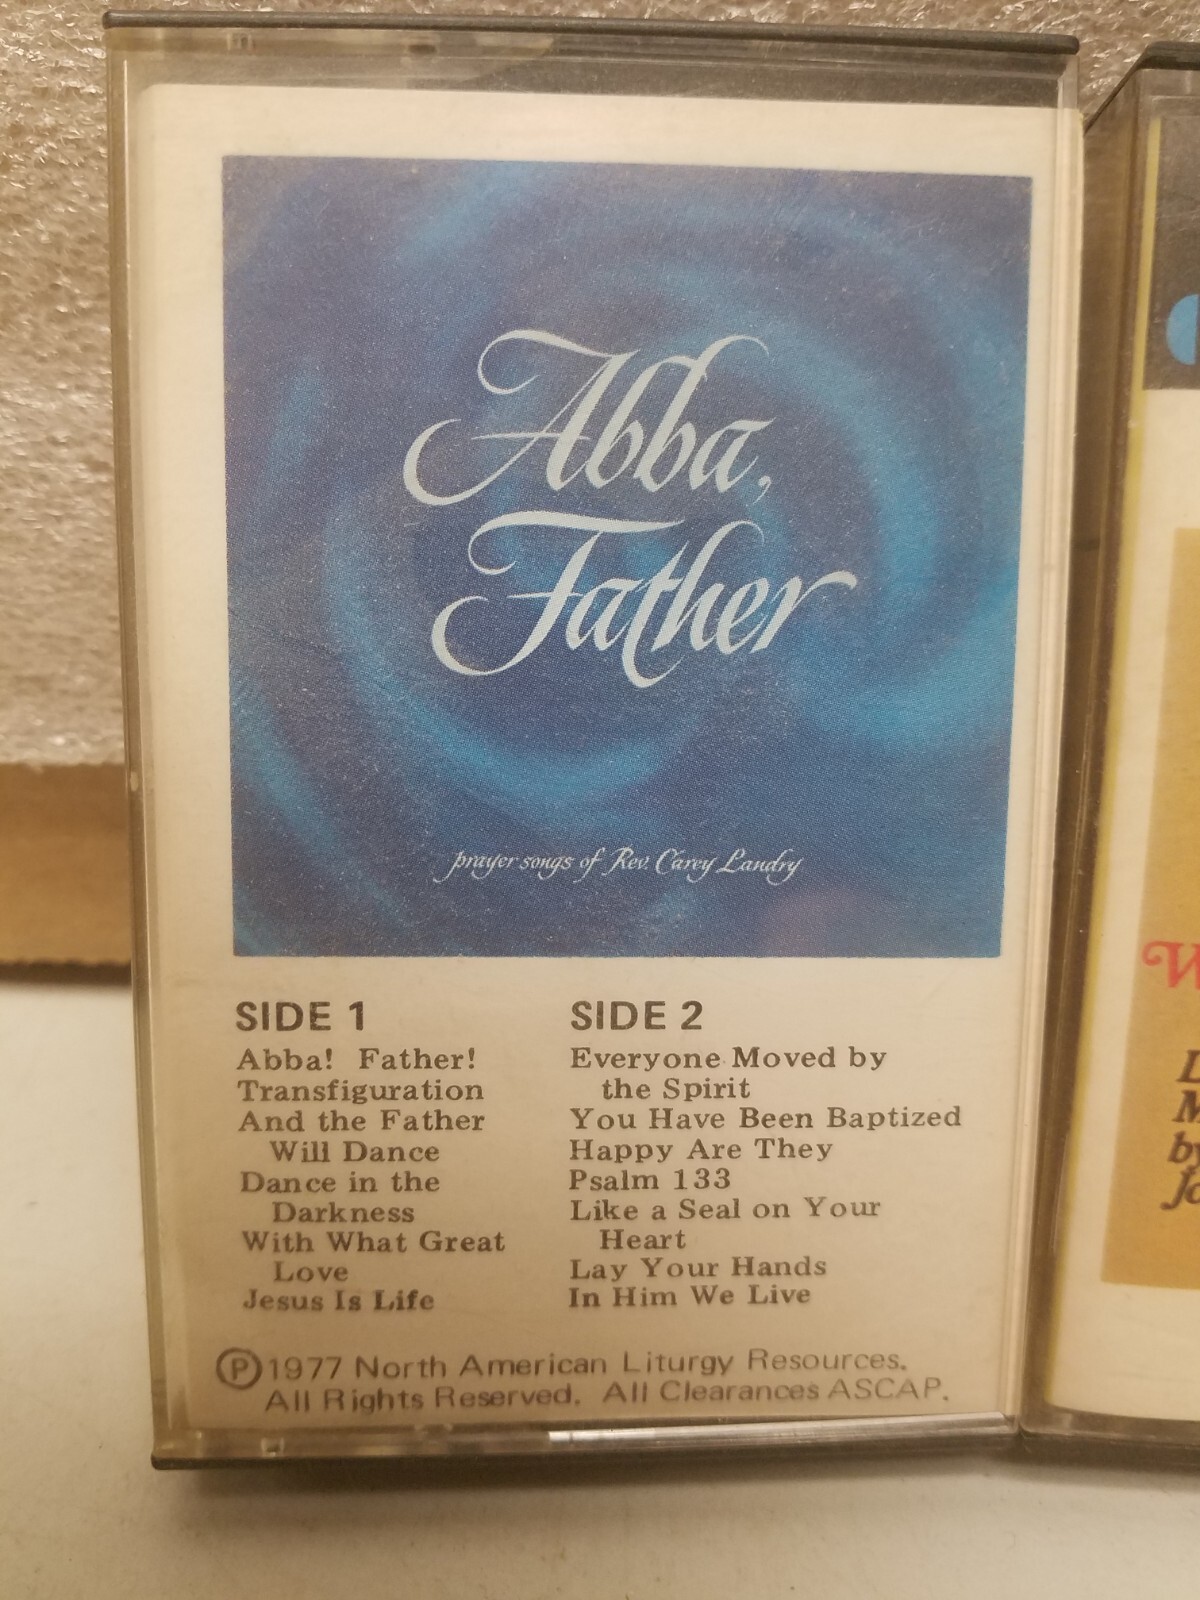 Abba,
Father
prayer songs of Rev. Carey Landry
SIDE 1
Abba! Father!
Transfiguration
And the Father
Will Dance
Dance in the
Darkness
With What Great
Love
Jesus Is Life
SIDE 2
Everyone Moved by
the Spirit
You Have Been Baptized
Happy Are They
Psalm 133
Like a Seal on Your
Heart
Lay Your Hands
In Him We Live
Ⓟ1977 North American Liturgy Resources.
All Rights Reserved. All Clearances ASCAP.
by